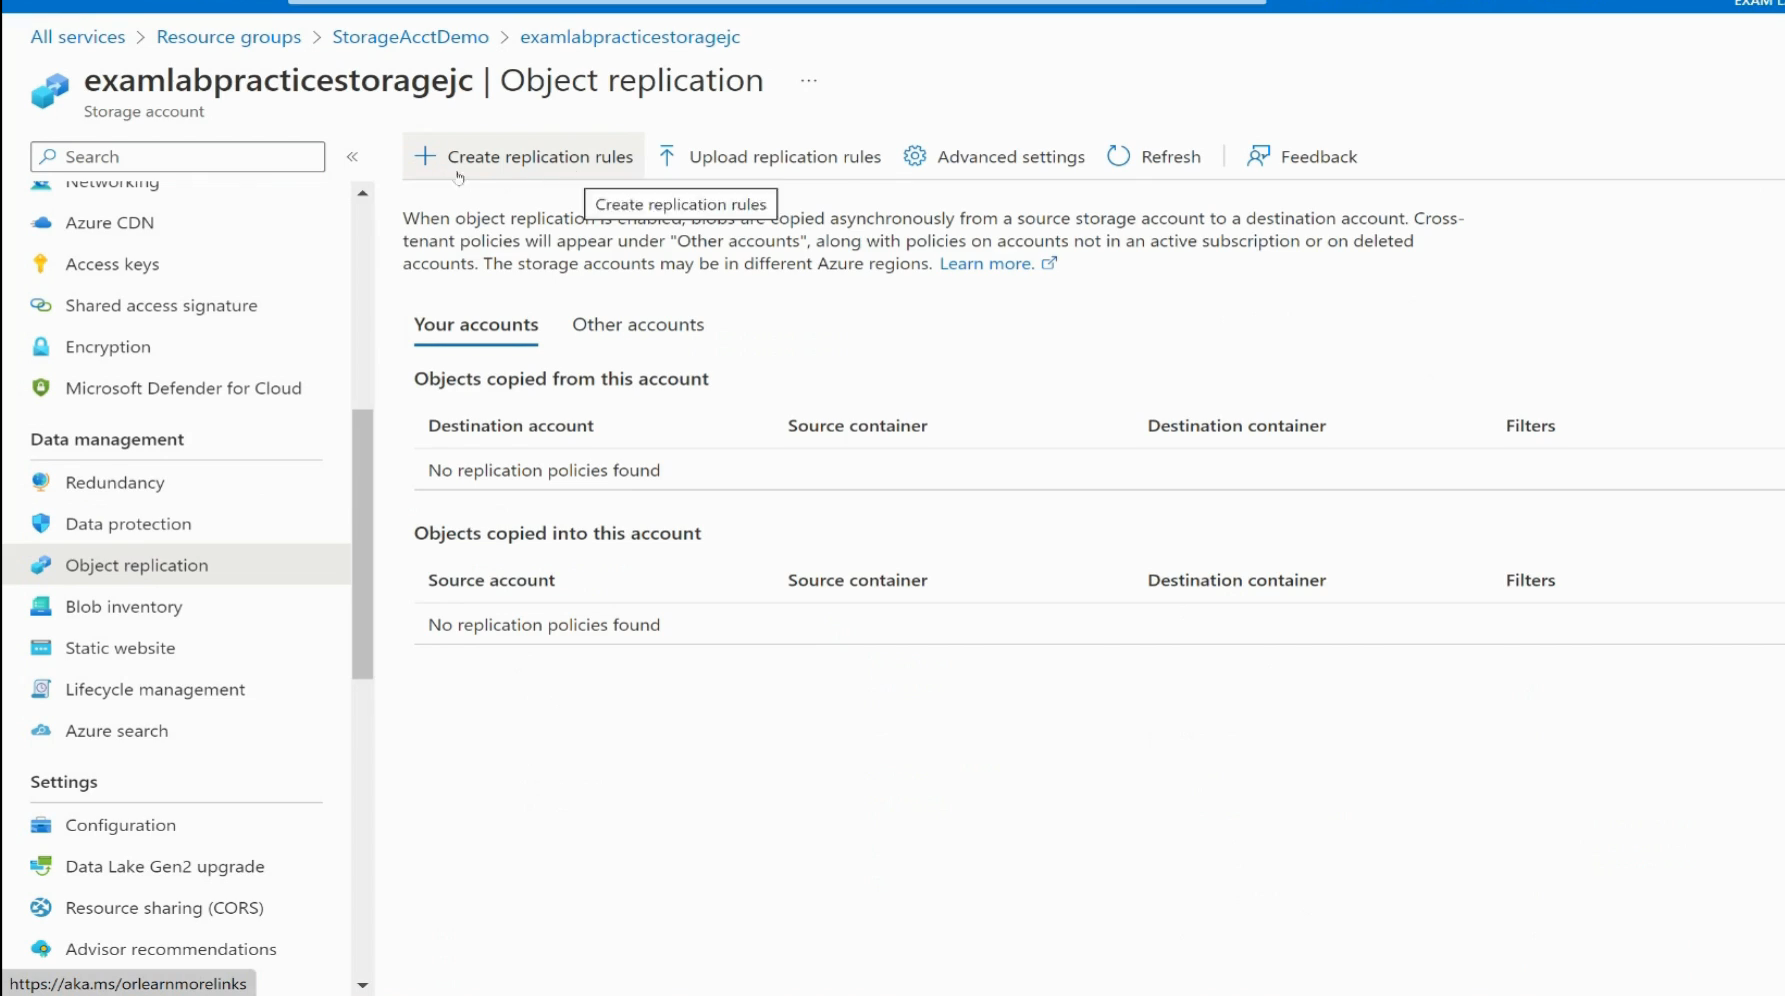 EXAM L
All services > Resource groups > StorageAcctDemo > examlabpracticestoragejc
examlabpracticestoragejc | Object replication ...
Storage account
Search
«
Create replication rules
Upload replication rules
Advanced settings
Refresh
Feedback
Create replication rules
When object replication is enabled, blobs are copied asynchronously from a source storage account to a destination account. Cross-
tenant policies will appear under "Other accounts", along with policies on accounts not in an active subscription or on deleted
accounts. The storage accounts may be in different Azure regions. Learn more.
Networking
Azure CDN
Access keys
Shared access signature
Encryption
Microsoft Defender for Cloud
Data management
Redundancy
Data protection
Object replication
Blob inventory
Static website
Lifecycle management
Azure search
Settings
Configuration
Data Lake Gen2 upgrade
Resource sharing (CORS)
Advisor recommendations
https://aka.ms/orlearnmorelinks
Your accounts Other accounts
Objects copied from this account
Destination account Source container Destination container Filters
No replication policies found
Objects copied into this account
Source account Source container Destination container Filters
No replication policies found